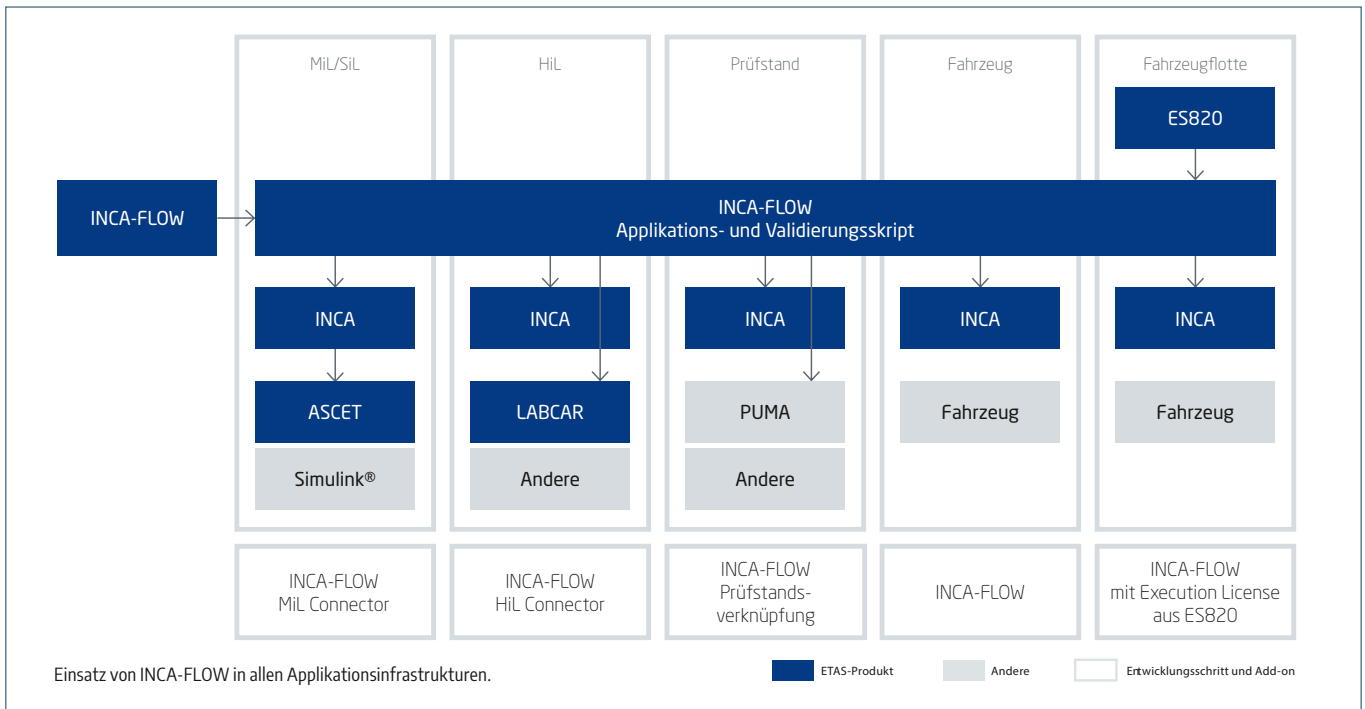 MiL/SiL
HiL
Prüfstand
Fahrzeug
Fahrzeugflotte
ES820
INCA-FLOW
INCA-FLOW
Applikations- und Validierungsskript
INCA
INCA
INCA
INCA
INCA
ASCET
LABCAR
PUMA
Fahrzeug
Fahrzeug
Simulink®
Andere
Andere
INCA-FLOW
MiL Connector
INCA-FLOW
HiL Connector
INCA-FLOW
Prüfstands-
verknüpfung
INCA-FLOW
INCA-FLOW
mit Execution License
aus ES820
Einsatz von INCA-FLOW in allen Applikationsinfrastrukturen.
ETAS-Produkt
Andere
Entwicklungsschritt und Add-on